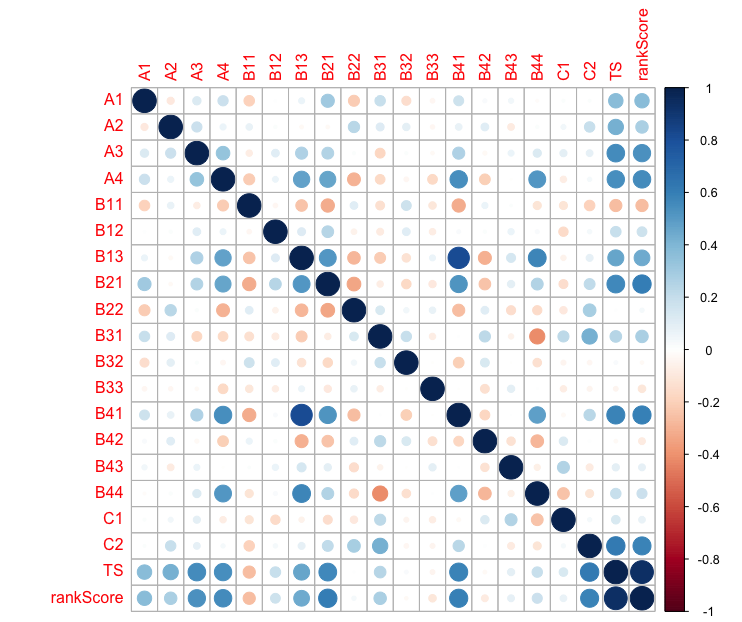 A1 A2 A3 A4 B11 B12 B13 B21 B22 B31 B32 B33 B41 B42 B43 B44 C1 C2 TS rankScore
A1
A2
A3
A4
B11
B12
B13
B21
B22
B31
B32
B33
B41
B42
B43
B44
C1
C2
TS
rankScore
1
0.8
0.6
0.4
0.2
0
-0.2
-0.4
-0.6
-0.8
-1